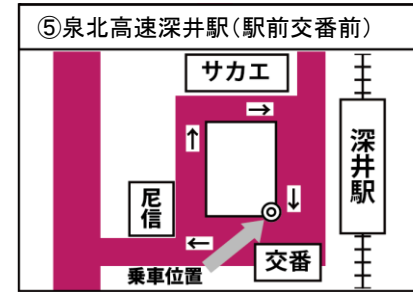 ⑤泉北高速深井駅(駅前交番前)
サカエ
→
↑
深井駅
尼信
↓
←
交番
乗車位置